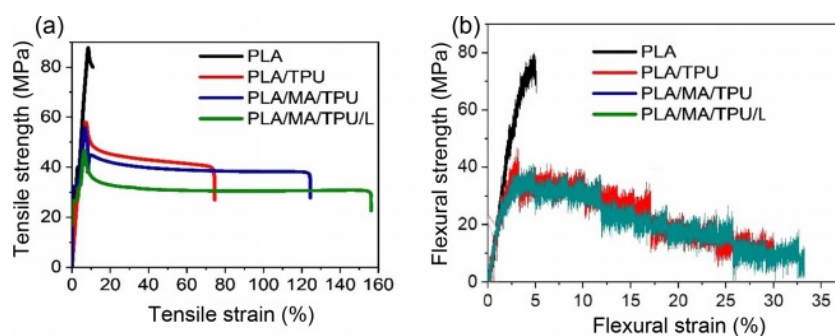 (a)
PLA
PLA/TPU
PLA/MA/TPU
PLA/MA/TPU/L
Tensile strength (MPa)
80
60
40
20
0
0 20 40 60 80 100 120 140 160
Tensile strain (%)
(b)
PLA
PLA/TPU
PLA/MA/TPU
PLA/MA/TPU/L
Flexural strength (MPa)
80
60
40
20
0
0 5 10 15 20 25 30 35
Flexural strain (%)